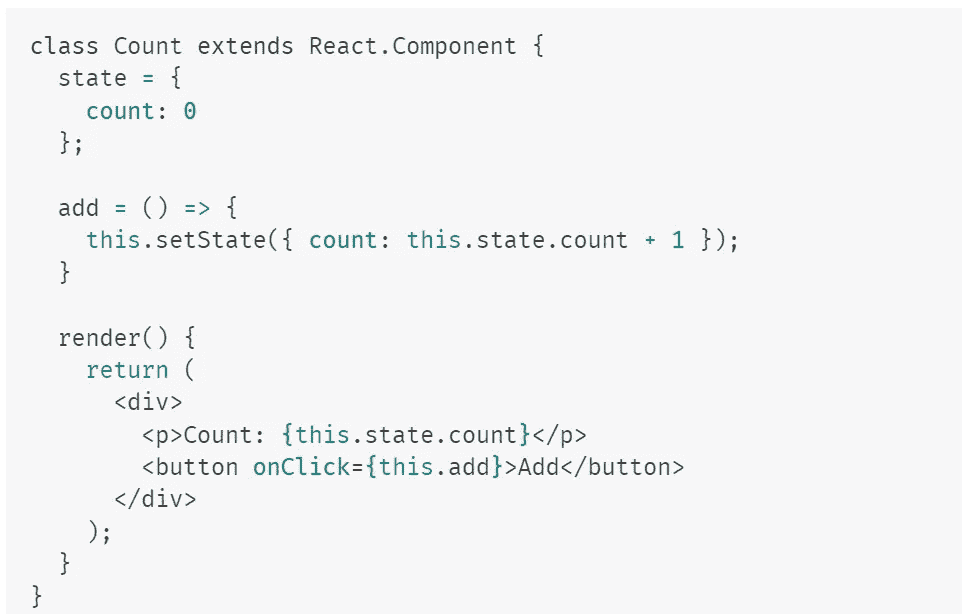 class Count extends React.Component {
  state = {
    count: 0
  };

  add = () => {
    this.setState({ count: this.state.count + 1 });
  }

  render() {
    return (
      <div>
        <p>Count: {this.state.count}</p>
        <button onClick={this.add}>Add</button>
      </div>
    );
  }
}